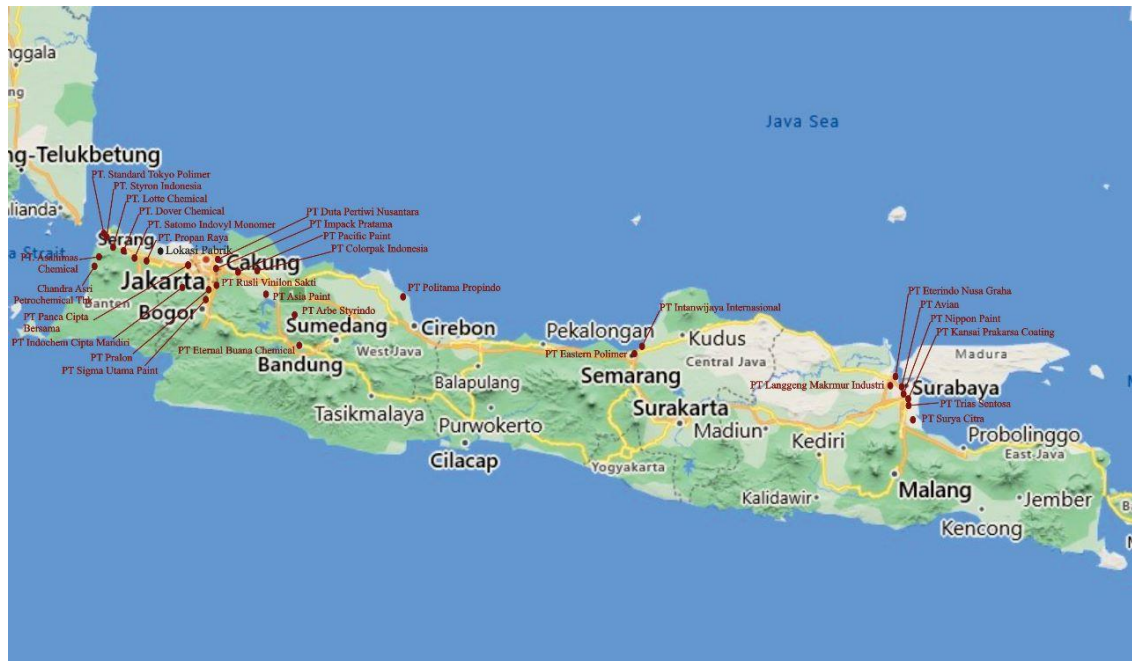 nggala
Java Sea
ng-Telukbetung
lianda
PT. Standard Tokyo Polimer
PT. Styron Indonesia
PT. Lotte Chemical
PT. Dover Chemical
PT. Satomo Indovyl Monomer
PT. Propan Raya
Serang
Lokasi Pabrik
PT Duta Pertiwi Nusantara
PT Impack Pratama
PT Pacific Paint
PT Colorpak Indonesia
Cakung
a Strait
PT. Asahimas
Chemical
Jakarta
Chandra Asri
Petrochemical Tbk
Banten
PT Rusli Vinilon Sakti
PT Asia Paint
PT Politama Propindo
Bogor
PT Panca Cipta
Bersama
PT Arbe Styrindo
Sumedang
Cirebon
PT Indochem Cipta Mandiri
PT Pralon
PT Sigma Utama Paint
PT Eternal Buana Chemical
West Java
Bandung
Balapulang
Tasikmalaya
Purwokerto
Cilacap
Pekalongan
PT Intanwijaya Internasional
Kudus
PT Eastern Polimer
Central Java
Semarang
Surakarta
Madiun
Yogyakarta
PT Eterindo Nusa Graha
PT Avian
PT Nippon Paint
PT Kansai Prakarsa Coating
Madura
PT Langgeng Makrmur Industri
Surabaya
PT Trias Sentosa
PT Surya Citra
Kediri
Probolinggo
East Java
Malang
Kalidawir
Jember
Kencong